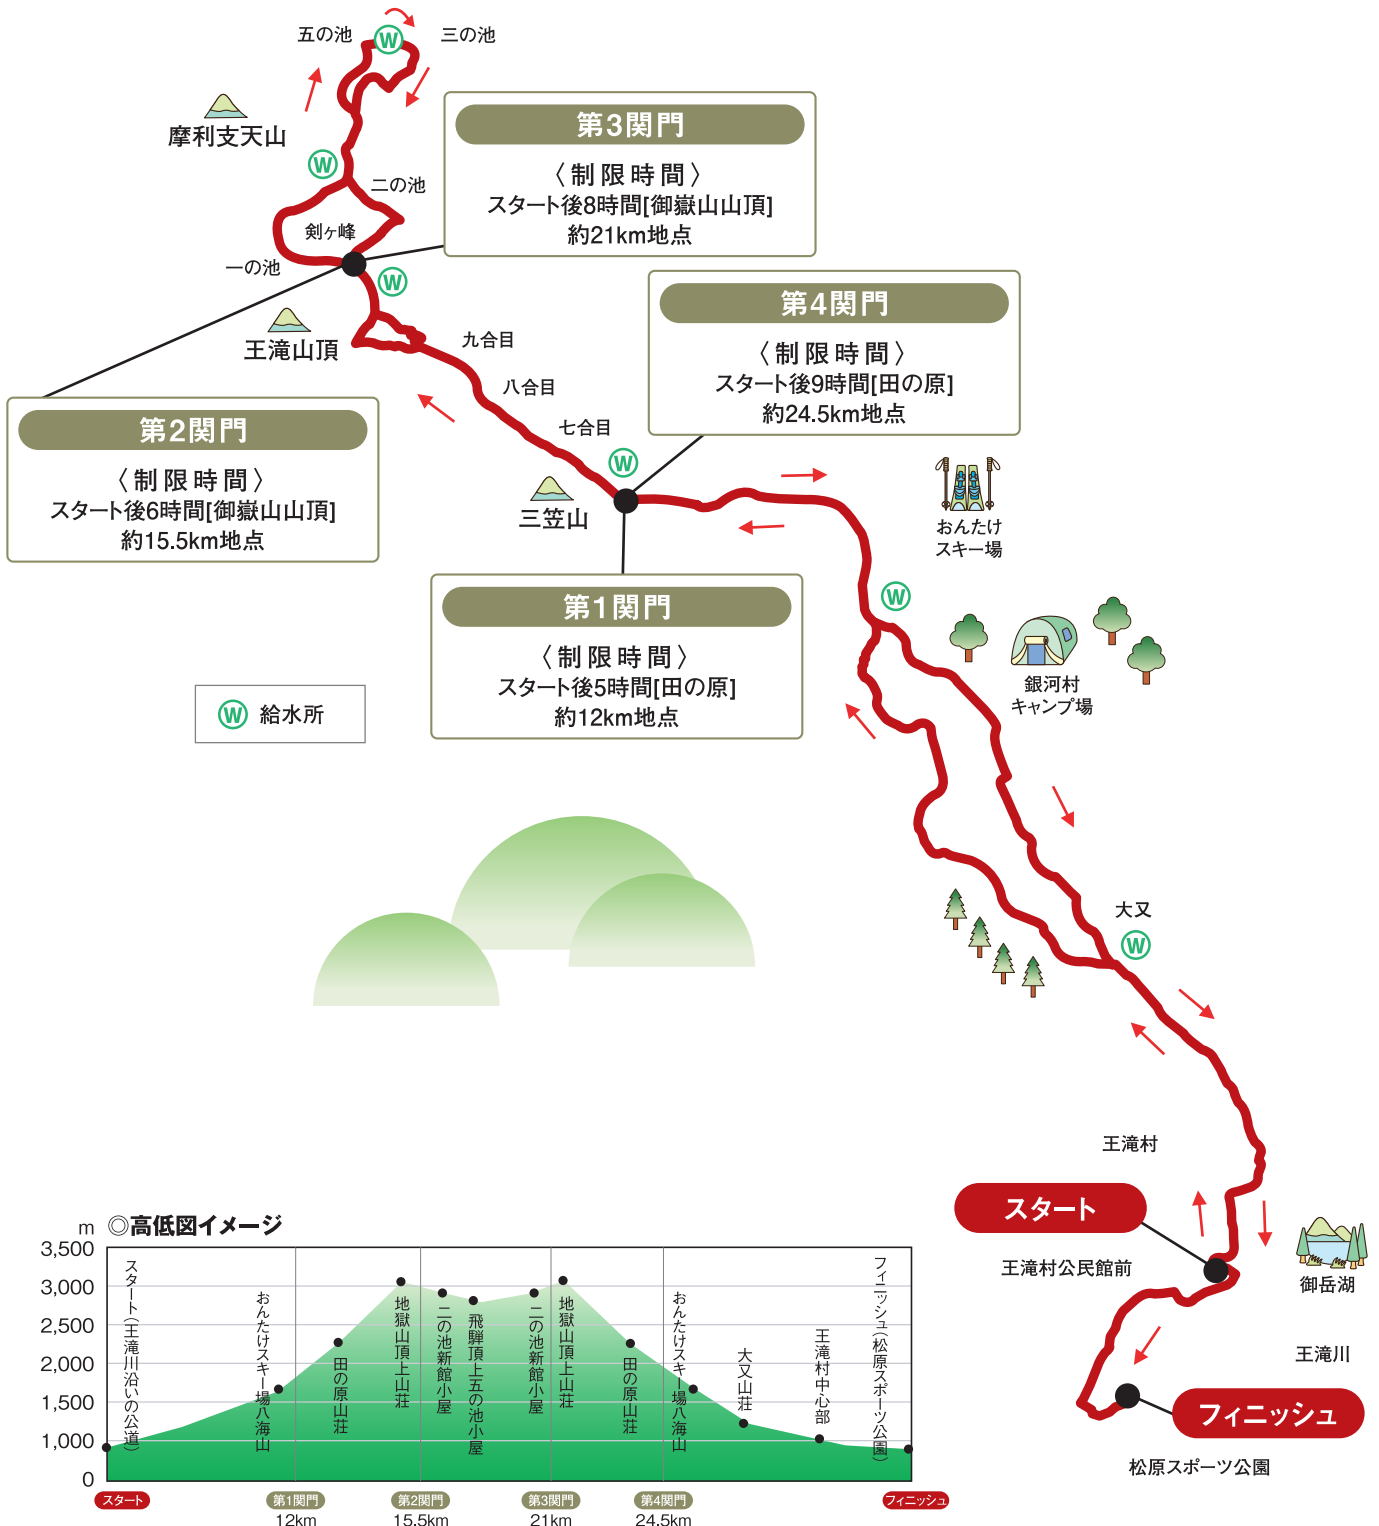 五の池
三の池
W
摩利支天山
W
二の池
剣ヶ峰
一の池
W
王滝山頂
九合目
八合目
七合目
W
三笠山
第3関門
〈制限時間〉
スタート後8時間[御嶽山山頂]
約21km地点
第4関門
〈制限時間〉
スタート後9時間[田の原]
約24.5km地点
第2関門
〈制限時間〉
スタート後6時間[御嶽山山頂]
約15.5km地点
第1関門
〈制限時間〉
スタート後5時間[田の原]
約12km地点
W 給水所
おんたけ
スキー場
W
銀河村
キャンプ場
大又
W
王滝村
スタート
王滝村公民館前
御岳湖
王滝川
フィニッシュ
松原スポーツ公園
m ◎高低図イメージ
3,500
3,000
2,500
2,000
1,500
1,000
0
スタート(王滝川沿いの公道)
おんたけスキー場八海山
田の原山荘
地獄山頂上山荘
二の池新館小屋
飛騨頂上五の池小屋
二の池新館小屋
地獄山頂上山荘
田の原山荘
おんたけスキー場八海山
大又山荘
王滝村中心部
フィニッシュ(松原スポーツ公園)
スタート
第1関門
12km
第2関門
15.5km
第3関門
21km
第4関門
24.5km
フィニッシュ